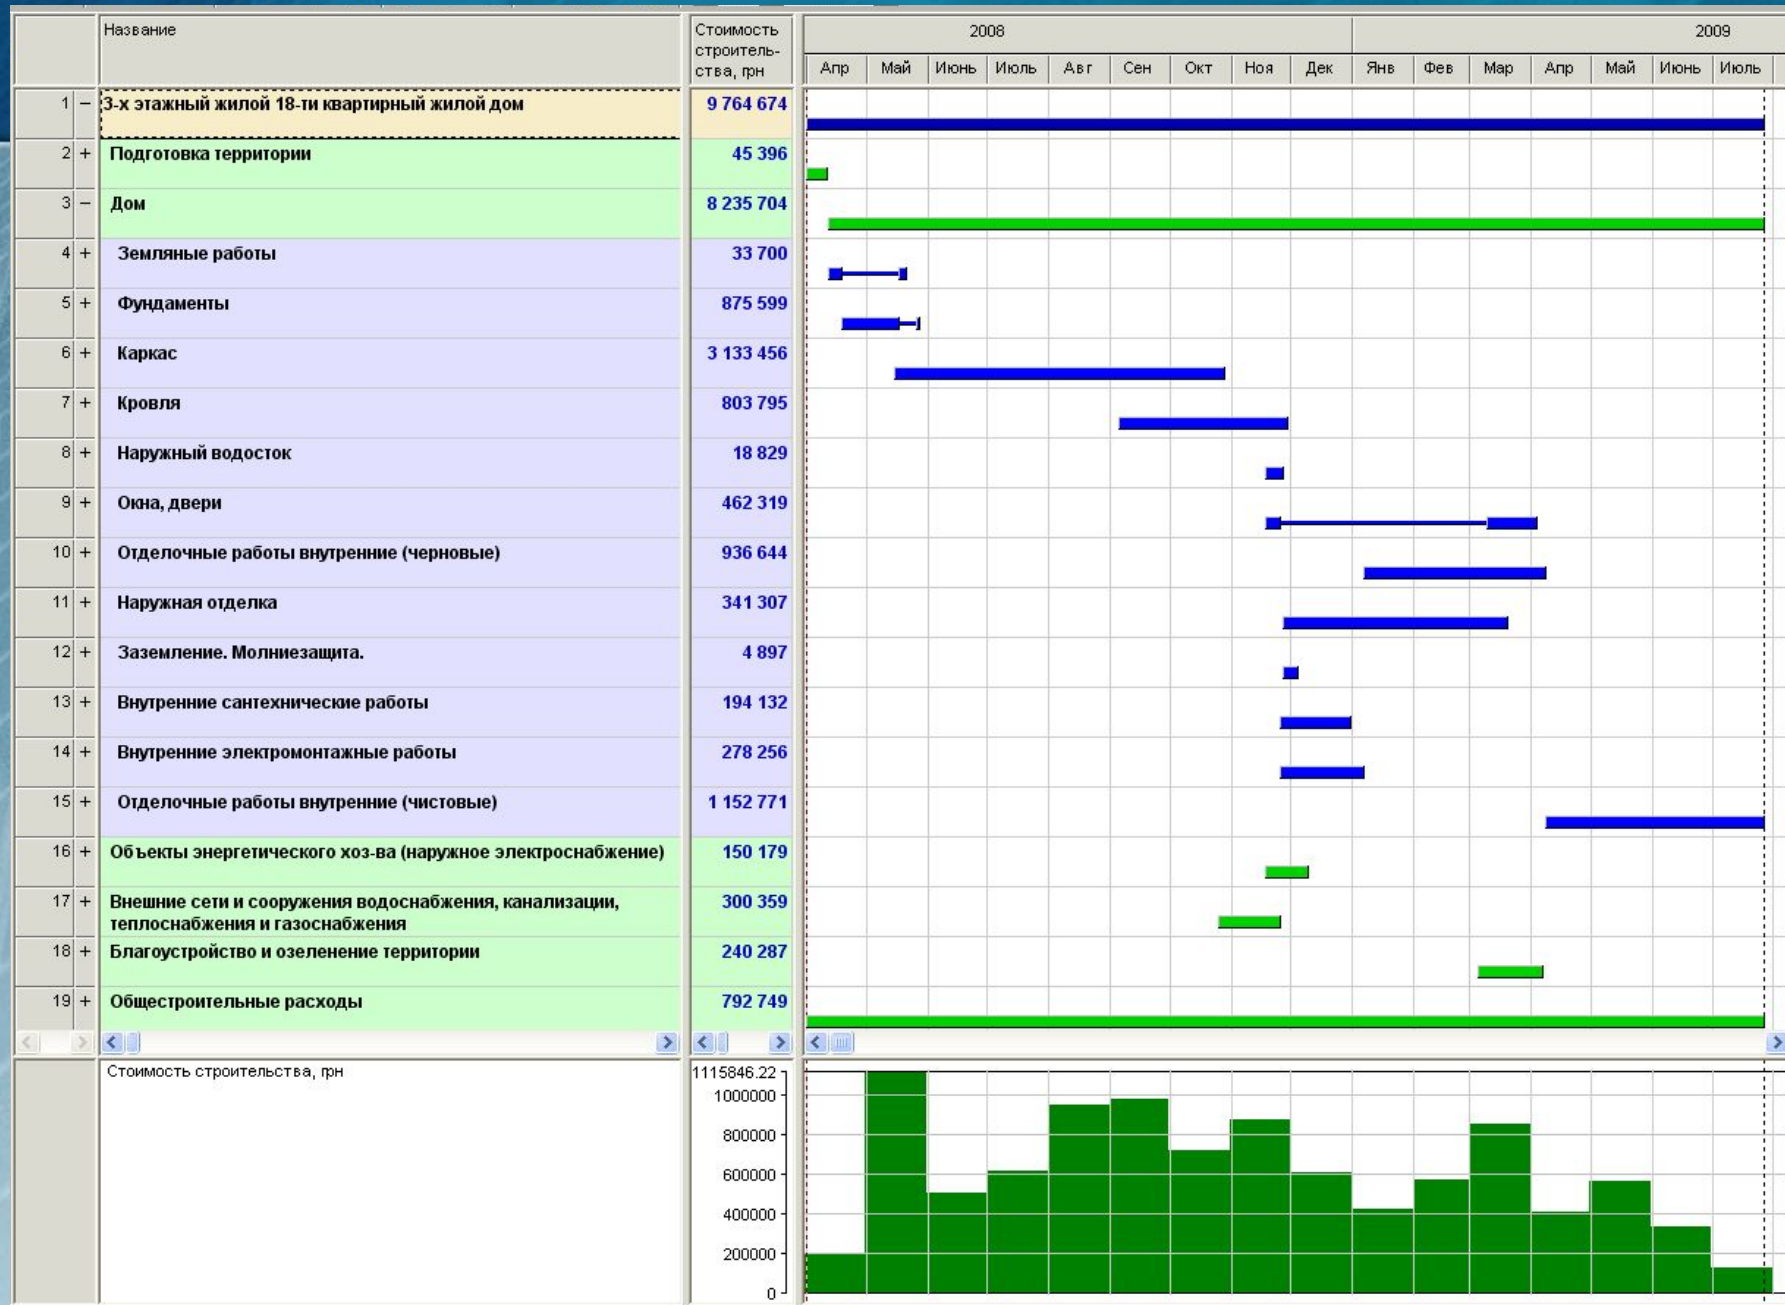 Название
Стоимость
строитель-
ства, грн
2008
2009
Апр Май Июнь Июль Авг Сен Окт Ноя Дек Янв Фев Мар Апр Май Июнь Июль
1 − 3-х этажный жилой 18-ти квартирный жилой дом 9 764 674
2 + Подготовка территории 45 396
3 − Дом 8 235 704
4 + Земляные работы 33 700
5 + Фундаменты 875 599
6 + Каркас 3 133 456
7 + Кровля 803 795
8 + Наружный водосток 18 829
9 + Окна, двери 462 319
10 + Отделочные работы внутренние (черновые) 936 644
11 + Наружная отделка 341 307
12 + Заземление. Молниезащита. 4 897
13 + Внутренние сантехнические работы 194 132
14 + Внутренние электромонтажные работы 278 256
15 + Отделочные работы внутренние (чистовые) 1 152 771
16 + Объекты энергетического хоз-ва (наружное электроснабжение) 150 179
17 + Внешние сети и сооружения водоснабжения, канализации, 300 359
теплоснабжения и газоснабжения
18 + Благоустройство и озеленение территории 240 287
19 + Общестроительные расходы 792 749
Стоимость строительства, грн
1115846.22
1000000
800000
600000
400000
200000
0